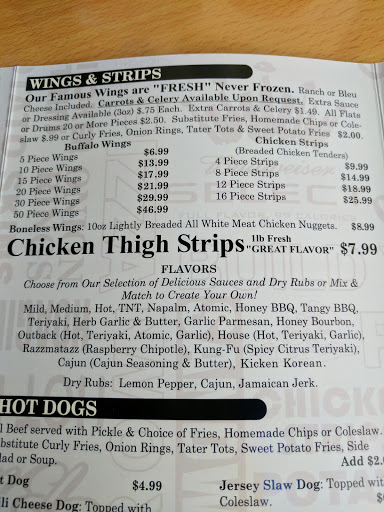 WINGS & STRIPS
Our Famous Wings are "FRESH" Never Frozen. Ranch or Bleu
Cheese Included. Carrots & Celery Available Upon Request. Extra Sauce
or Dressing Available (3oz) $.75 Each. Extra Carrots & Celery $1.49. All Flats
or Drums 20 or More Pieces $2.50. Substitute Fries, Homemade Chips or Cole-
slaw $.99 or Curly Fries, Onion Rings, Tater Tots & Sweet Potato Fries $2.00.
Buffalo Wings
5 Piece Wings $6.99
10 Piece Wings $13.99
15 Piece Wings $17.99
20 Piece Wings $21.99
30 Piece Wings $29.99
50 Piece Wings $46.99
Chicken Strips
(Breaded Chicken Tenders)
4 Piece Strips $9.99
8 Piece Strips $14.99
12 Piece Strips $18.99
16 Piece Strips $25.99
Boneless Wings: 10oz Lightly Breaded All White Meat Chicken Nuggets. $8.99
Chicken Thigh Strips 1lb Fresh "GREAT FLAVOR" $7.99
FLAVORS
Choose from Our Selection of Delicious Sauces and Dry Rubs or Mix &
Match to Create Your Own!
Mild, Medium, Hot, TNT, Napalm, Atomic, Honey BBQ, Tangy BBQ,
Teriyaki, Herb Garlic & Butter, Garlic Parmesan, Honey Bourbon,
Outback (Hot, Teriyaki, Atomic, Garlic), House (Hot, Teriyaki, Garlic),
Razzmatazz (Raspberry Chipotle), Kung-Fu (Spicy Citrus Teriyaki),
Cajun (Cajun Seasoning & Butter), Kicken Korean.
Dry Rubs: Lemon Pepper, Cajun, Jamaican Jerk.
HOT DOGS
l Beef served with Pickle & Choice of Fries, Homemade Chips or Coleslaw.
bstitute Curly Fries, Onion Rings, Tater Tots, Sweet Potato Fries, Side
lad or Soup. Add $2.0
t Dog $4.99
ili Cheese Dog: Topped with
Jersey Slaw Dog: Topped with
Coleslaw.